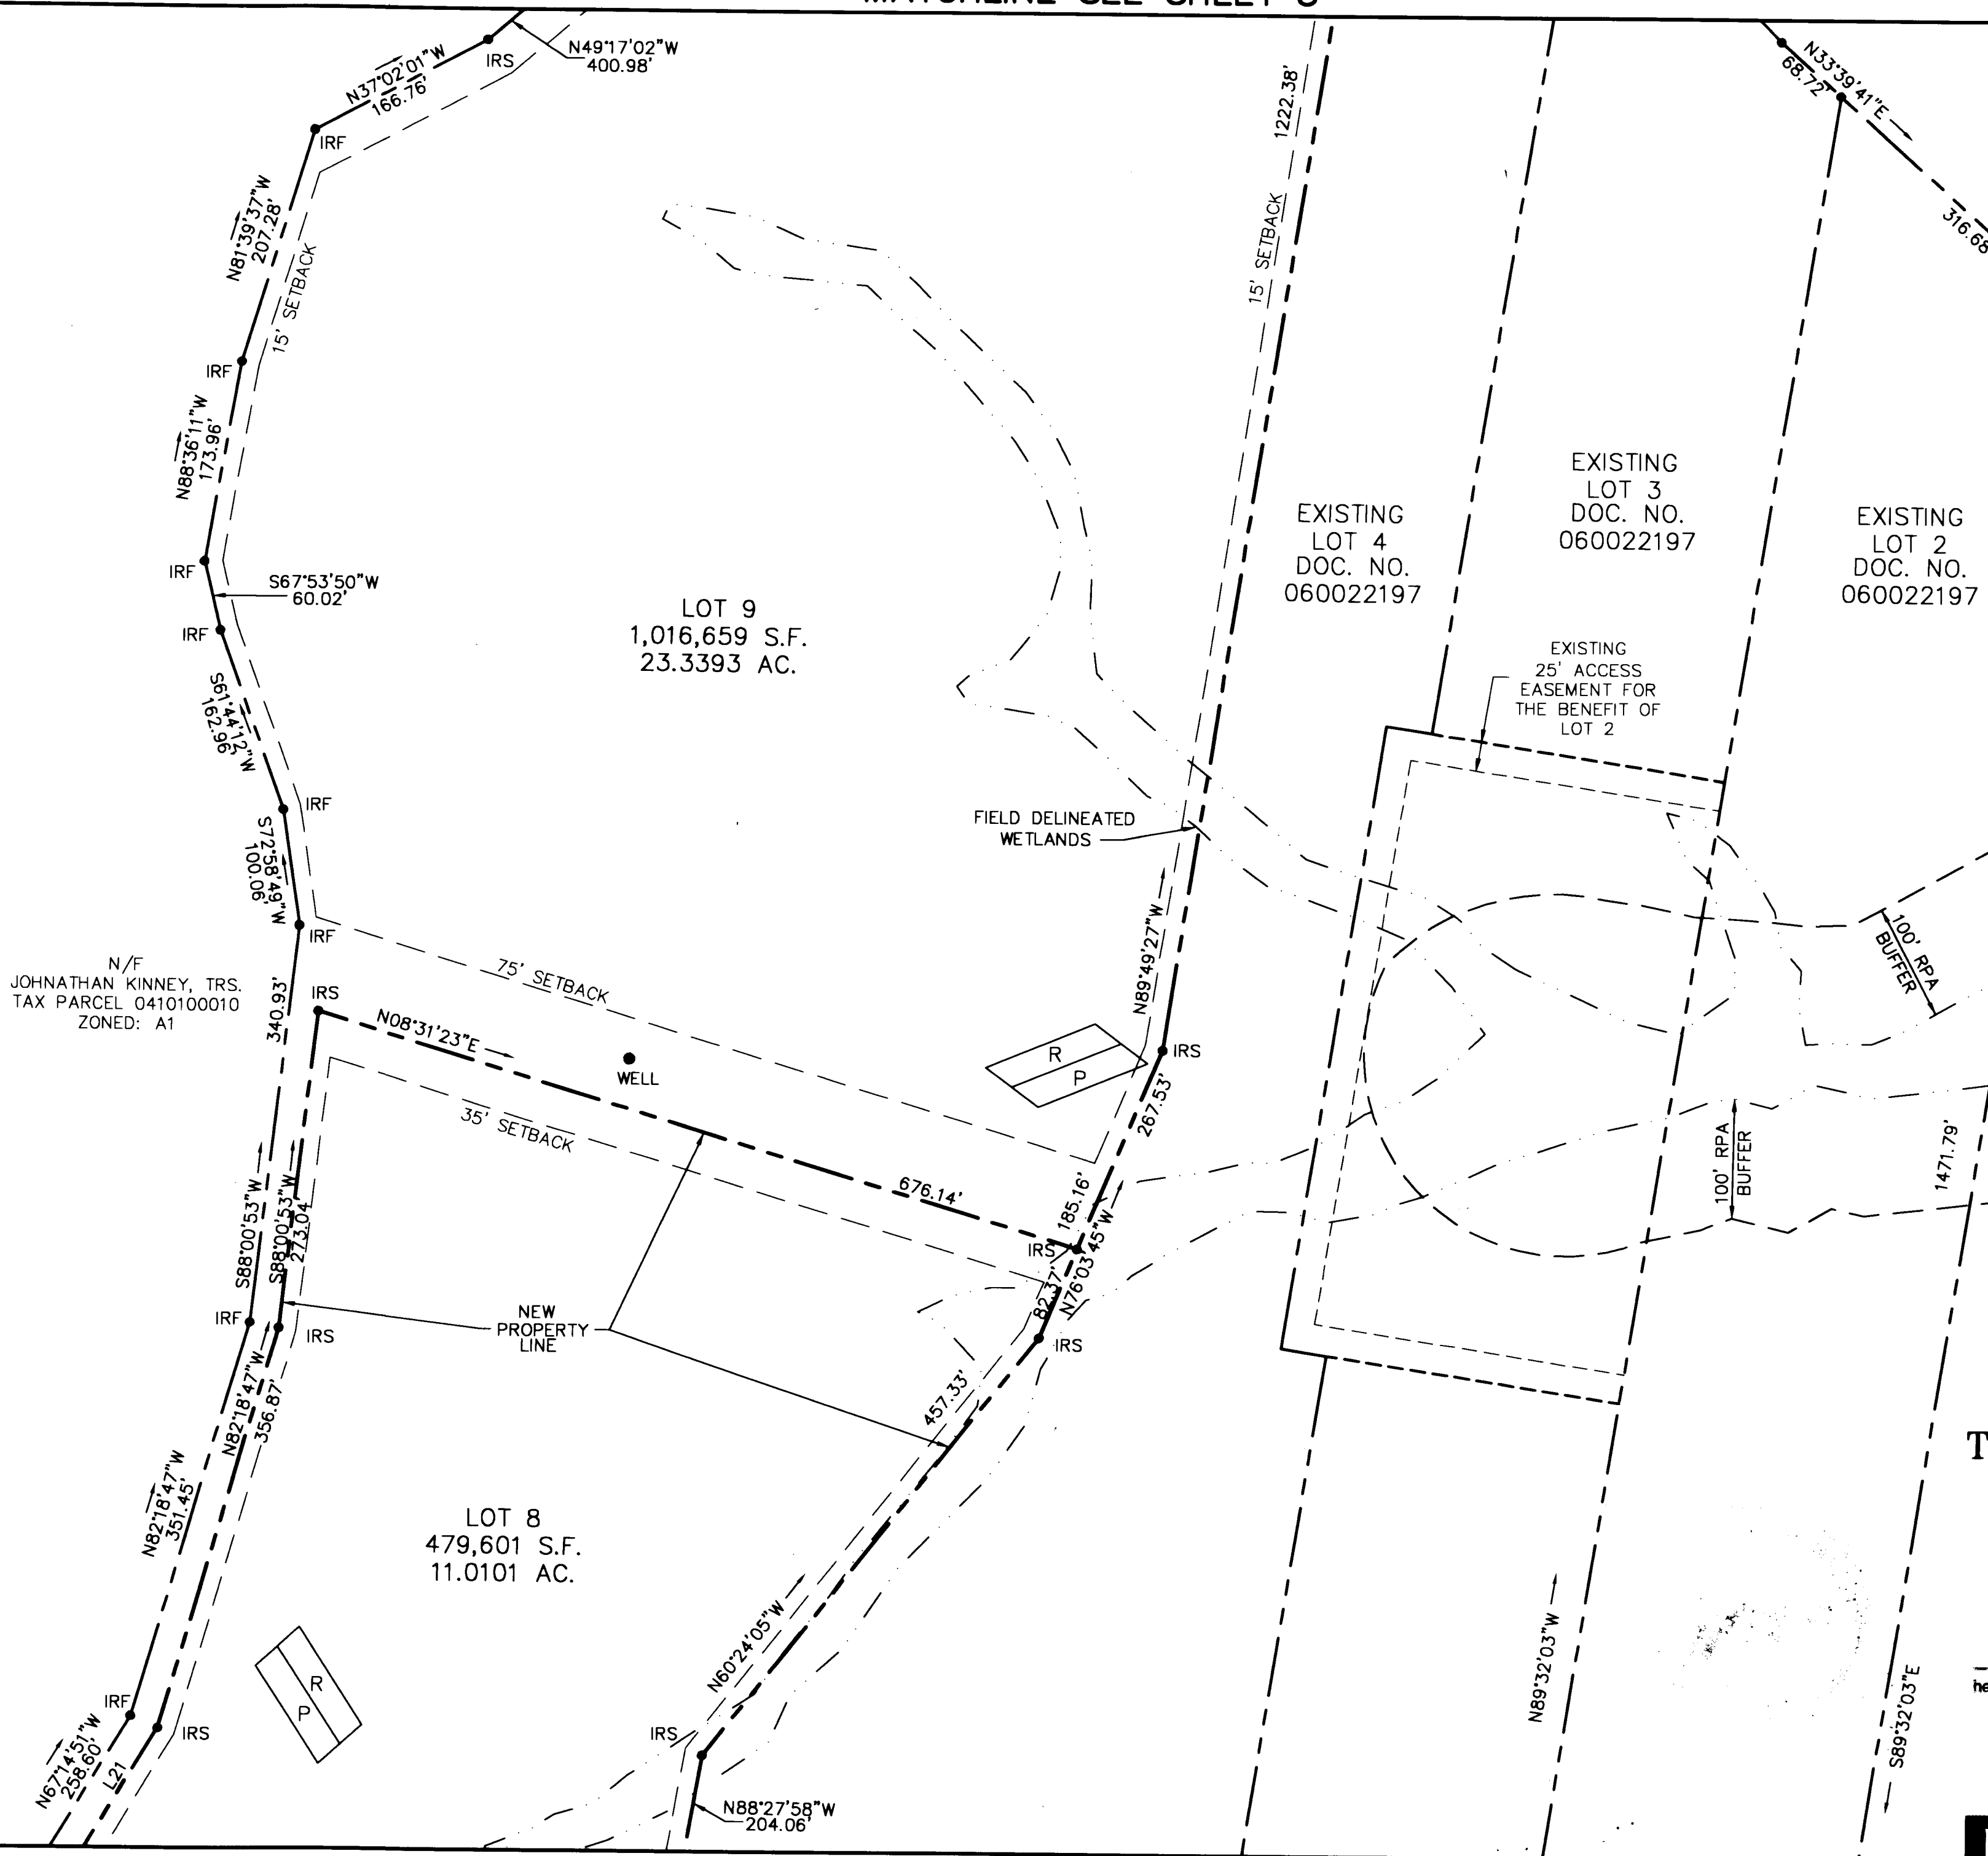 MATCHLINE SEE SHEET
N49°17'02"W
400.98'
N37°02'01"W
166.76'
IRS
IRF
N33°39'41"E
68.72'
316.68
1222.38'
15' SETBACK
N81°39'37"W
207.28'
15' SETBACK
IRF
N88°36'11"W
173.96'
IRF
S67°53'50"W
60.02'
IRF
EXISTING
LOT 4
DOC. NO.
060022197
EXISTING
LOT 3
DOC. NO.
060022197
EXISTING
LOT 2
DOC. NO.
060022197
LOT 9
1,016,659 S.F.
23.3393 AC.
EXISTING
25' ACCESS
EASEMENT FOR
THE BENEFIT OF
LOT 2
S61°44'12"W
162.96'
IRF
FIELD DELINEATED
WETLANDS
S72°58'49"W
100.06'
IRF
N89°49'27"W
100' RPA
BUFFER
N/F
JOHNATHAN KINNEY, TRS.
TAX PARCEL 0410100010
ZONED: A1
340.93'
IRS
75' SETBACK
N08°31'23"E
WELL
R
P
IRS
267.53'
35' SETBACK
676.14'
185.16'
100' RPA
BUFFER
1471.79'
S88°00'53"W
S88°00'53"W
273.04'
IRS
N76°03'45"W
82.37'
IRF
IRS
NEW
PROPERTY
LINE
IRS
N82°18'47"W
356.87'
457.33'
N82°18'47"W
351.45'
LOT 8
479,601 S.F.
11.0101 AC.
N60°24'05"W
N89°32'03"W
S89°32'03"E
R
P
IRF
IRS
IRS
N67°14'51"W
258.60'
L21
N88°27'58"W
204.06'
T